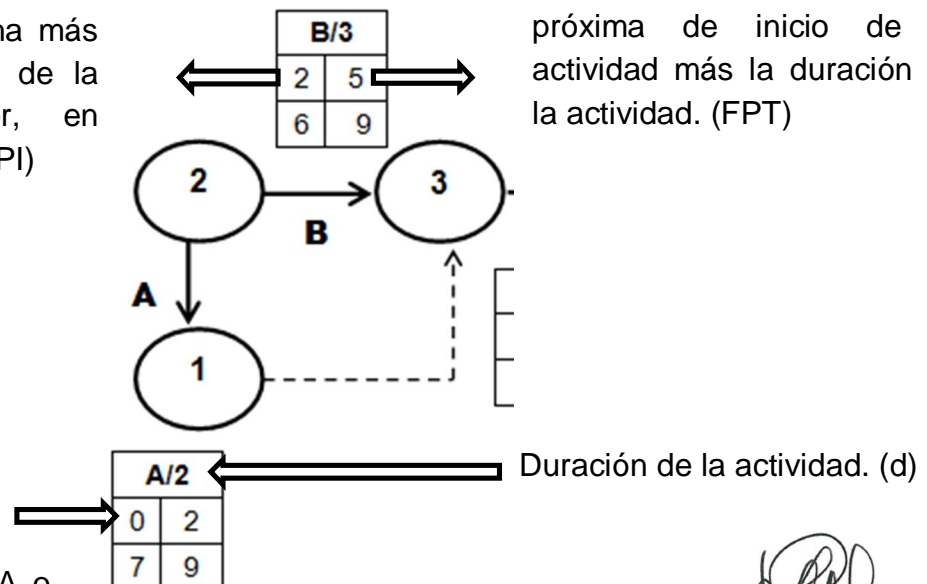 na más
de la
r, en
PI)
B/3
2 5
6 9
próxima de inicio de
actividad más la duración
la actividad. (FPT)
2
3
B
A
1
A/2
0 2
7 9
Duración de la actividad. (d)
A o